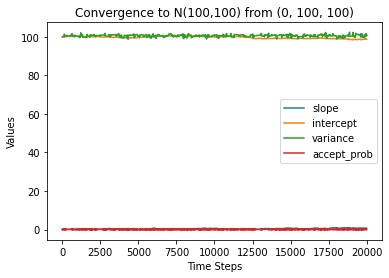 Convergence to N(100,100) from (0, 100, 100)
100
80
60
40
20
0
Values
slope
intercept
variance
accept_prob
0 2500 5000 7500 10000 12500 15000 17500 20000
Time Steps